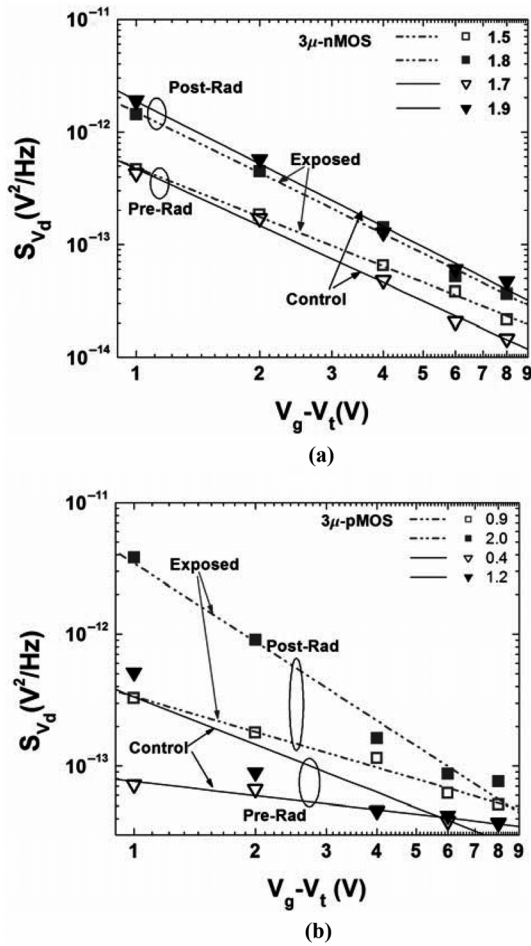 10⁻¹¹
3μ-nMOS
1.5
1.8
1.7
1.9
Post-Rad
10⁻¹²
Exposed
Pre-Rad
10⁻¹³
Control
10⁻¹⁴
S_Vd(V²/Hz)
1 2 3 4 5 6 7 8 9
V_g-V_t(V)
(a)
10⁻¹¹
3μ-pMOS
0.9
2.0
0.4
1.2
Exposed
10⁻¹²
Post-Rad
Control
10⁻¹³
Pre-Rad
S_Vd(V²/Hz)
1 2 3 4 5 6 7 8 9
V_g-V_t (V)
(b)